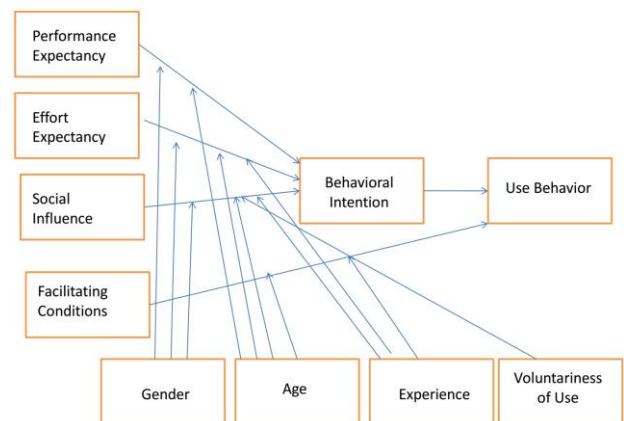 Performance
Expectancy
Effort
Expectancy
Social
Influence
Facilitating
Conditions
Behavioral
Intention
Use Behavior
Gender
Age
Experience
Voluntariness
of Use